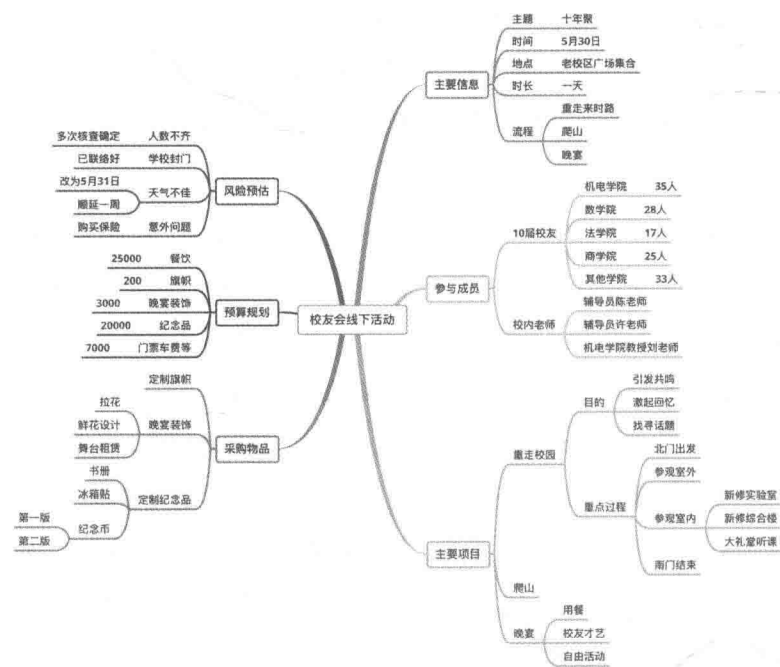 校友会线下活动
主要信息
主题 十年聚
时间 5月30日
地点 老校区广场集合
时长 一天
流程
重走来时路
爬山
晚宴
参与成员
10届校友
机电学院 35人
数学院 28人
法学院 17人
商学院 25人
其他学院 33人
校内老师
辅导员陈老师
辅导员许老师
机电学院教授刘老师
主要项目
重走校园
目的
引发共鸣
激起回忆
找寻话题
重点过程
北门出发
参观室外
参观室内
新修实验室
新修综合楼
大礼堂听课
南门结束
爬山
晚宴
用餐
校友才艺
自由活动
风险预估
多次核查确定 人数不齐
已联络好 学校封门
改为5月31日
天气不佳
顺延一周
购买保险 意外问题
预算规划
25000 餐饮
200 旗帜
3000 晚宴装饰
20000 纪念品
7000 门票车费等
采购物品
定制旗帜
晚宴装饰
拉花
鲜花设计
舞台租赁
定制纪念品
书册
冰箱贴
纪念币
第一版
第二版